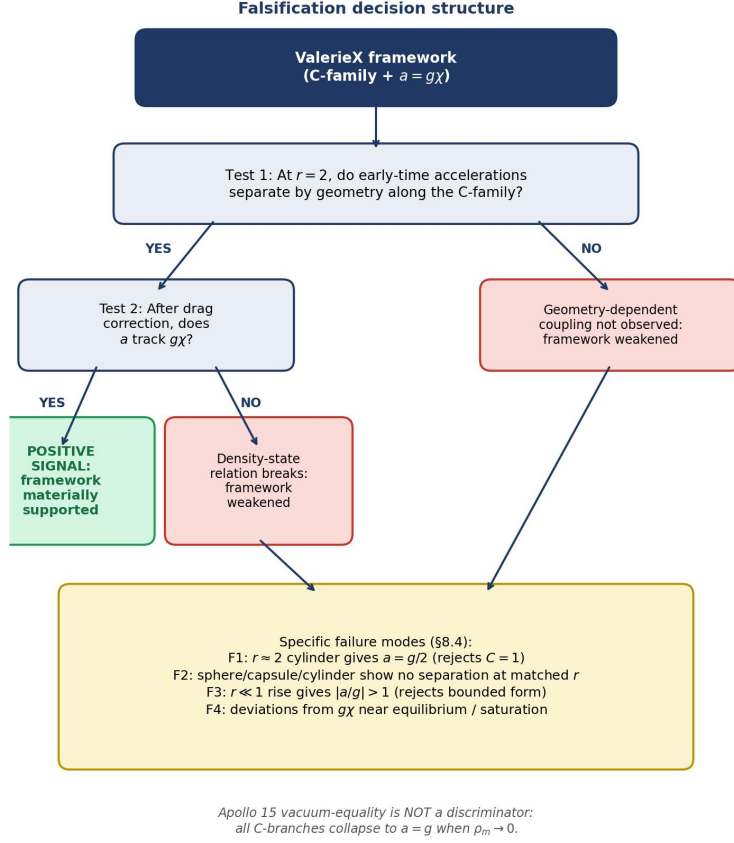 Falsification decision structure
ValerieX framework
(C-family + a = gχ)
Test 1: At r = 2, do early-time accelerations
separate by geometry along the C-family?
YES
NO
Test 2: After drag
correction, does
a track gχ?
Geometry-dependent
coupling not observed:
framework weakened
YES
NO
POSITIVE
SIGNAL:
framework
materially
supported
Density-state
relation breaks:
framework
weakened
Specific failure modes (§8.4):
F1: r ≈ 2 cylinder gives a = g/2 (rejects C = 1)
F2: sphere/capsule/cylinder show no separation at matched r
F3: r ≪ 1 rise gives |a/g| > 1 (rejects bounded form)
F4: deviations from gχ near equilibrium / saturation
Apollo 15 vacuum-equality is NOT a discriminator:
all C-branches collapse to a = g when ρₘ → 0.